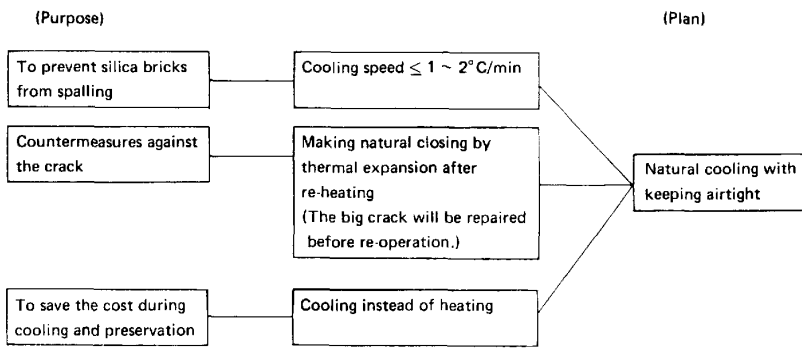 (Purpose)
(Plan)
To prevent silica bricks
from spalling
Cooling speed ≤ 1 ~ 2°C/min
Countermeasures against
the crack
Making natural closing by
thermal expansion after
re-heating
(The big crack will be repaired
before re-operation.)
Natural cooling with
keeping airtight
To save the cost during
cooling and preservation
Cooling instead of heating